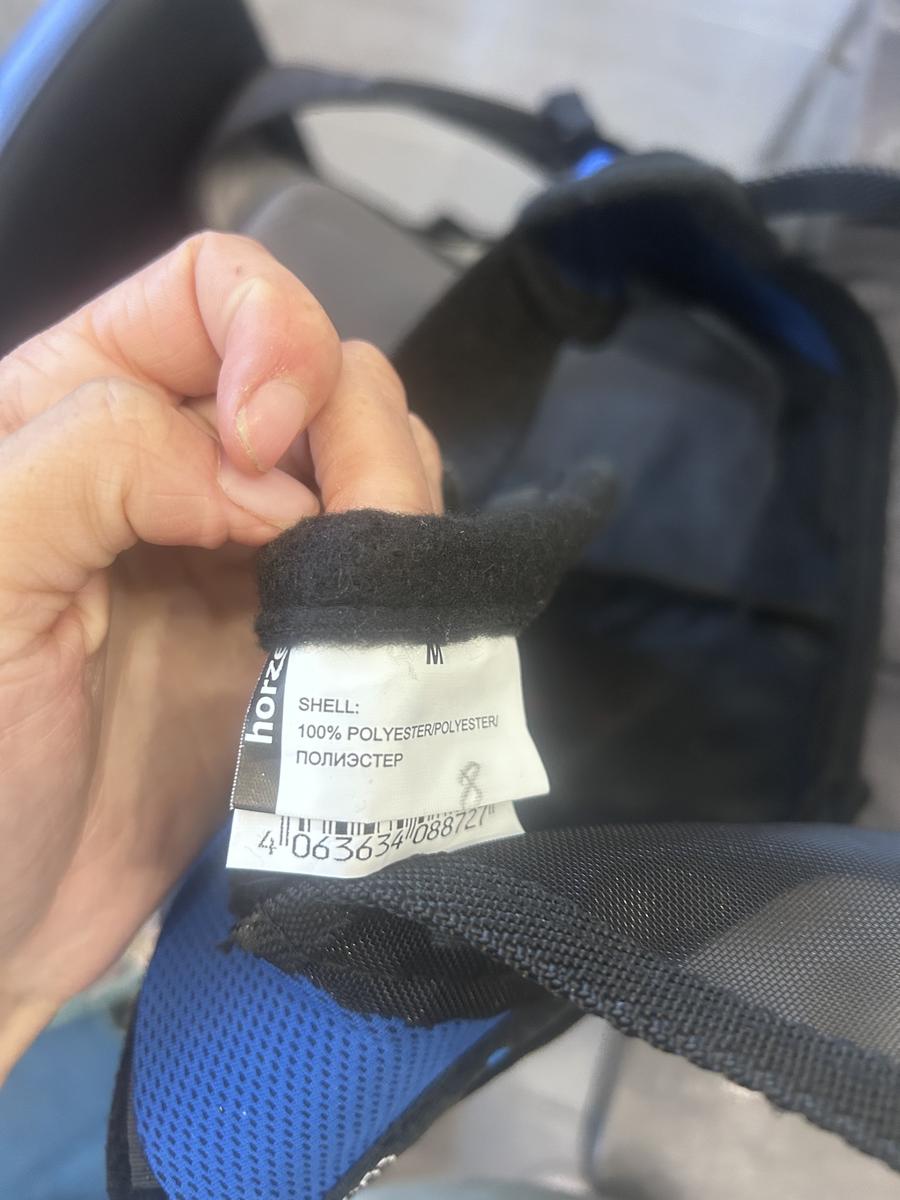 M
horze
SHELL:
100% POLYESTER/POLYESTER/
ПОЛИЭСТЕР
8
4 063634 088727